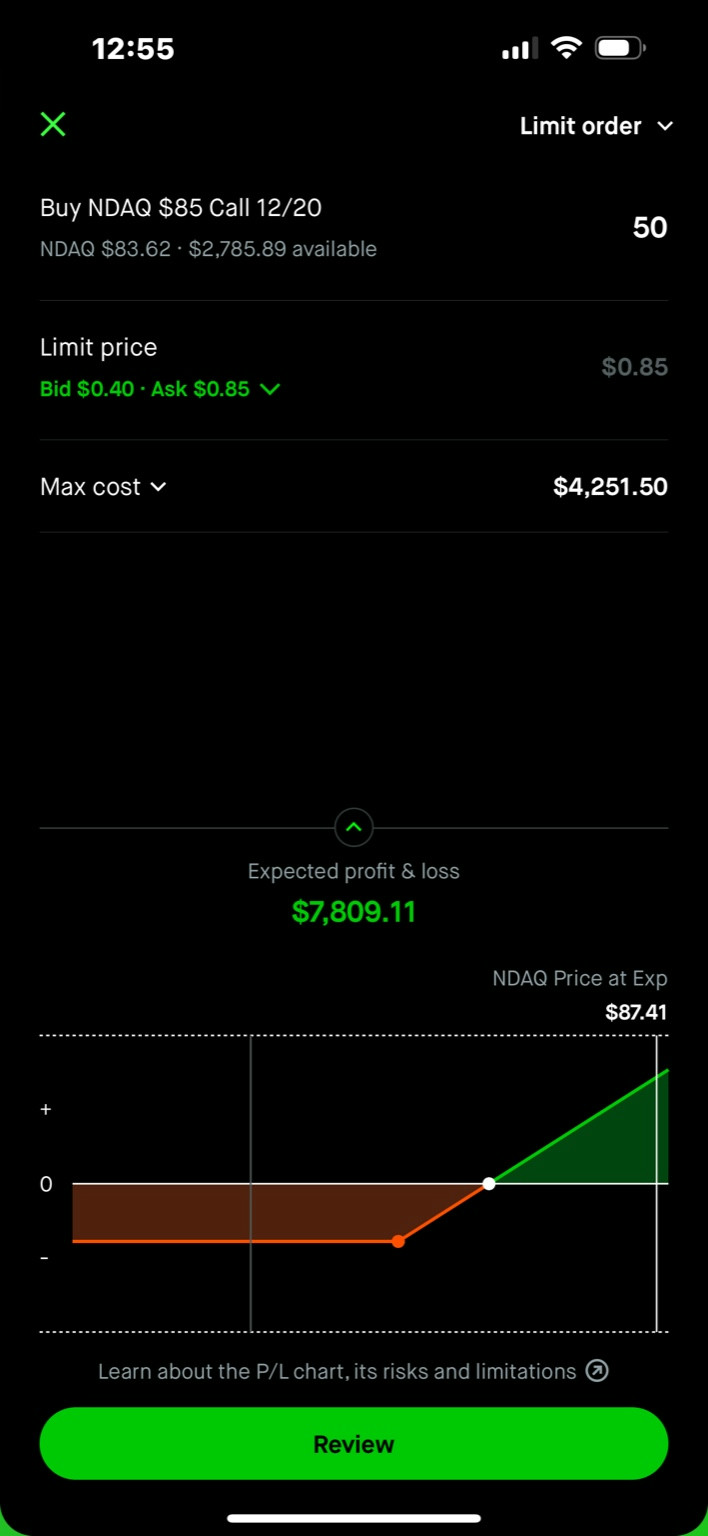 12:55
Limit order
Buy NDAQ $85 Call 12/20
50
NDAQ $83.62 · $2,785.89 available
Limit price
$0.85
Bid $0.40 · Ask $0.85
Max cost
$4,251.50
Expected profit & loss
$7,809.11
NDAQ Price at Exp
$87.41
+
0
-
Learn about the P/L chart, its risks and limitations
Review